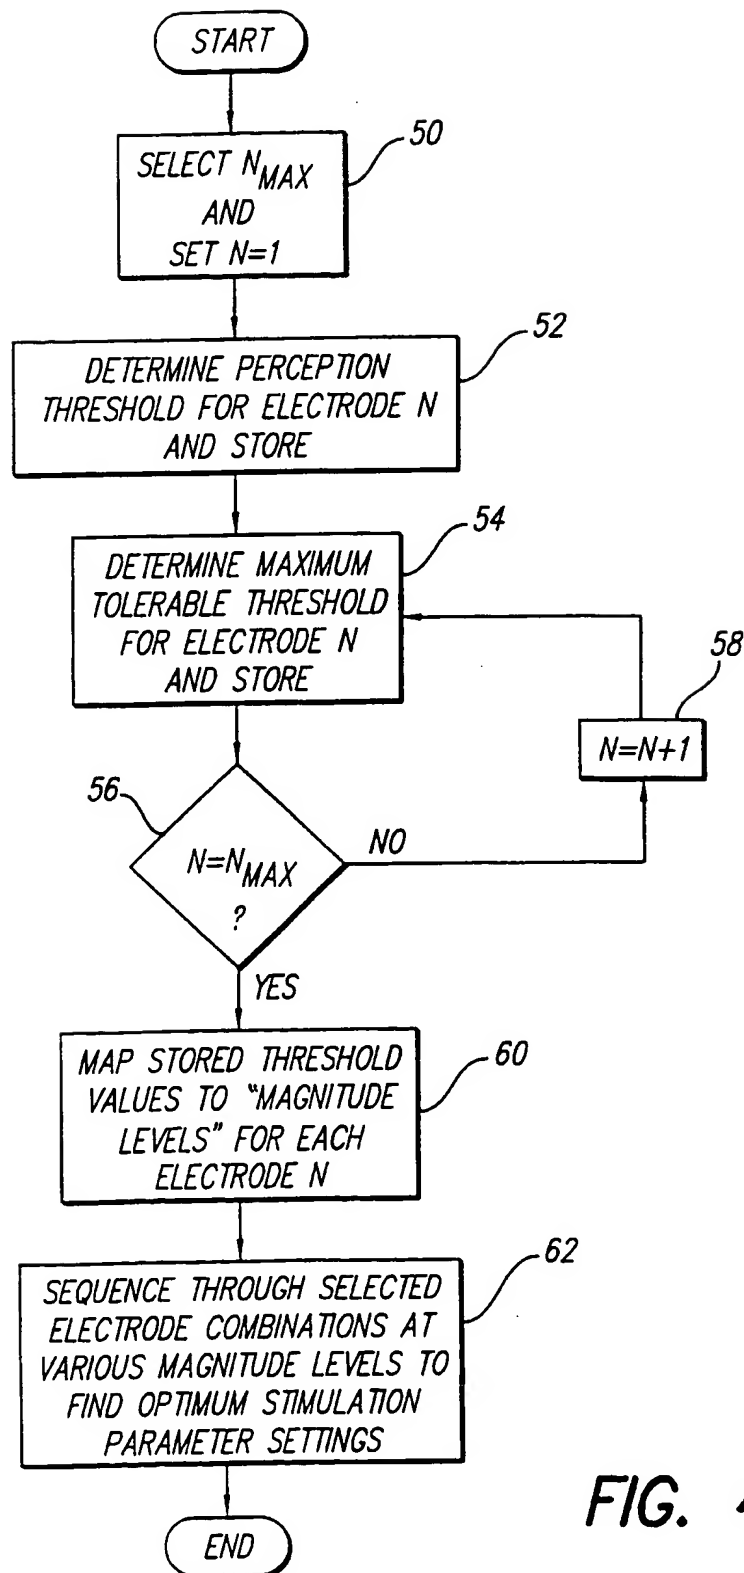 START
50
SELECT N MAX
AND
SET N=1
52
DETERMINE PERCEPTION
THRESHOLD FOR ELECTRODE N
AND STORE
54
DETERMINE MAXIMUM
TOLERABLE THRESHOLD
FOR ELECTRODE N
AND STORE
58
N=N+1
56
N=N MAX
?
NO
YES
60
MAP STORED THRESHOLD
VALUES TO "MAGNITUDE
LEVELS" FOR EACH
ELECTRODE N
62
SEQUENCE THROUGH SELECTED
ELECTRODE COMBINATIONS AT
VARIOUS MAGNITUDE LEVELS TO
FIND OPTIMUM STIMULATION
PARAMETER SETTINGS
END
FIG.